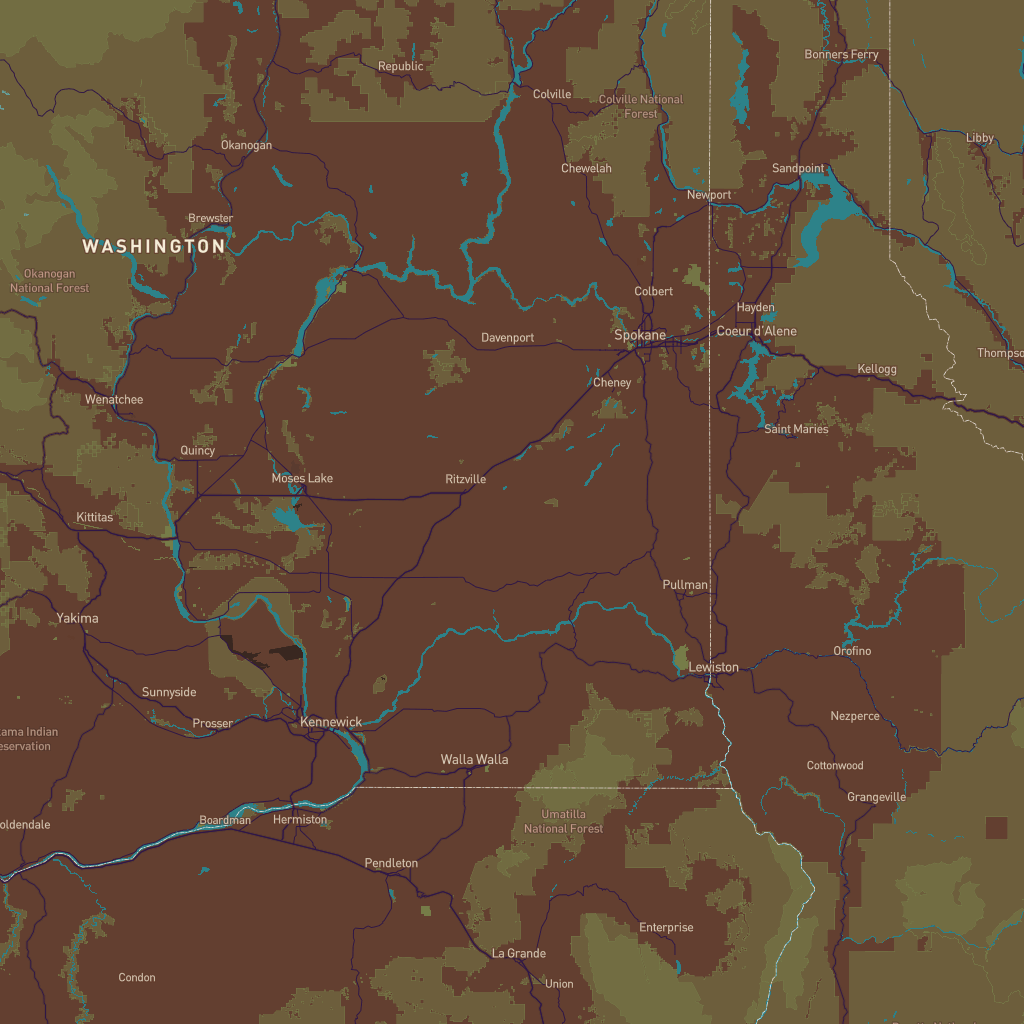 Bonners Ferry
Republic
Colville
Colville National
Forest
Libby
Okanogan
Chewelah
Sandpoint
Newport
Brewster
WASHINGTON
Okanogan
National Forest
Colbert
Hayden
Davenport
Spokane
Coeur d'Alene
Thompso
Kellogg
Cheney
Wenatchee
Saint Maries
Quincy
Moses Lake
Ritzville
Kittitas
Pullman
Yakima
Orofino
Lewiston
Sunnyside
Nezperce
Prosser
Kennewick
kama Indian
eservation
Walla Walla
Cottonwood
Grangeville
Boardman
Hermiston
oldendale
Umatilla
National Forest
Pendleton
Enterprise
La Grande
Condon
Union